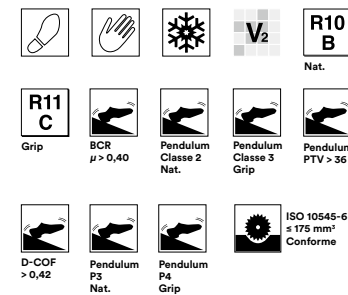 V2
R10
B
Nat.
R11
C
Grip
BCR
μ > 0,40
Pendulum
Classe 2
Nat.
Pendulum
Classe 3
Grip
Pendulum
PTV > 36
D-COF
> 0,42
Pendulum
P3
Nat.
Pendulum
P4
Grip
ISO 10545-6
≤ 175 mm³
Conforme